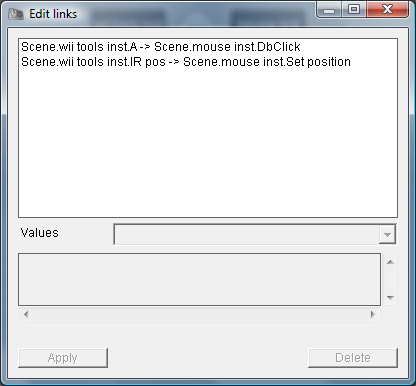 Edit links
Scene.wii tools inst.A -> Scene.mouse inst.DbClick
Scene.wii tools inst.IR pos -> Scene.mouse inst.Set position
Values
Apply
Delete